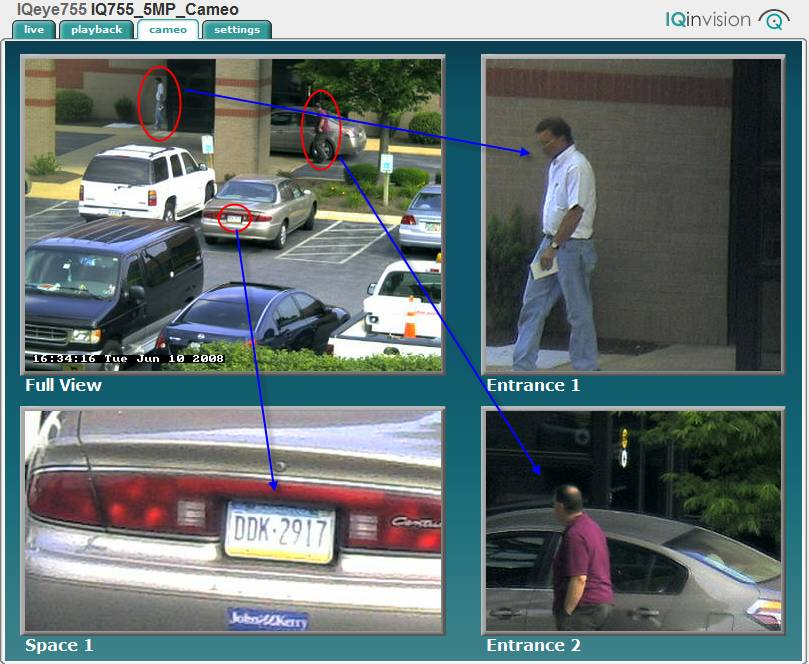 IQeye755 IQ755_5MP_Cameo
IQinvision
live
playback
cameo
settings
16:34:16 Tue Jun 10 2008
Full View
Entrance 1
DDK-2917
John Kerry
Space 1
Entrance 2